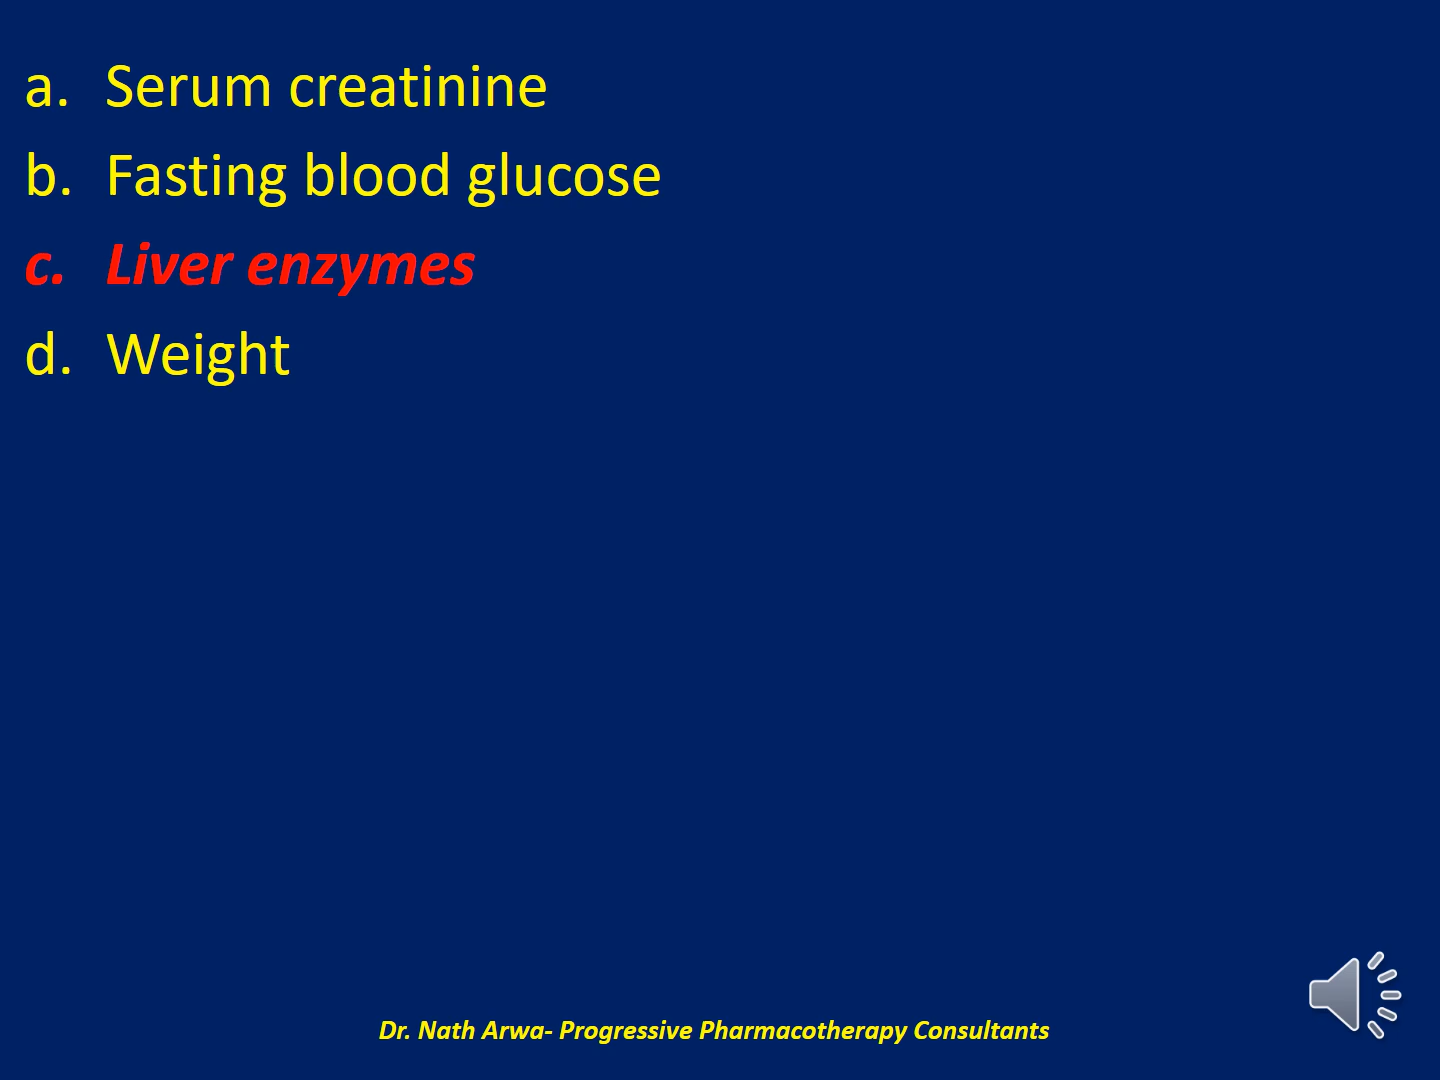 a. Serum creatinine
b. Fasting blood glucose
c. Liver enzymes
d. Weight
Dr. Nath Arwa- Progressive Pharmacotherapy Consultants